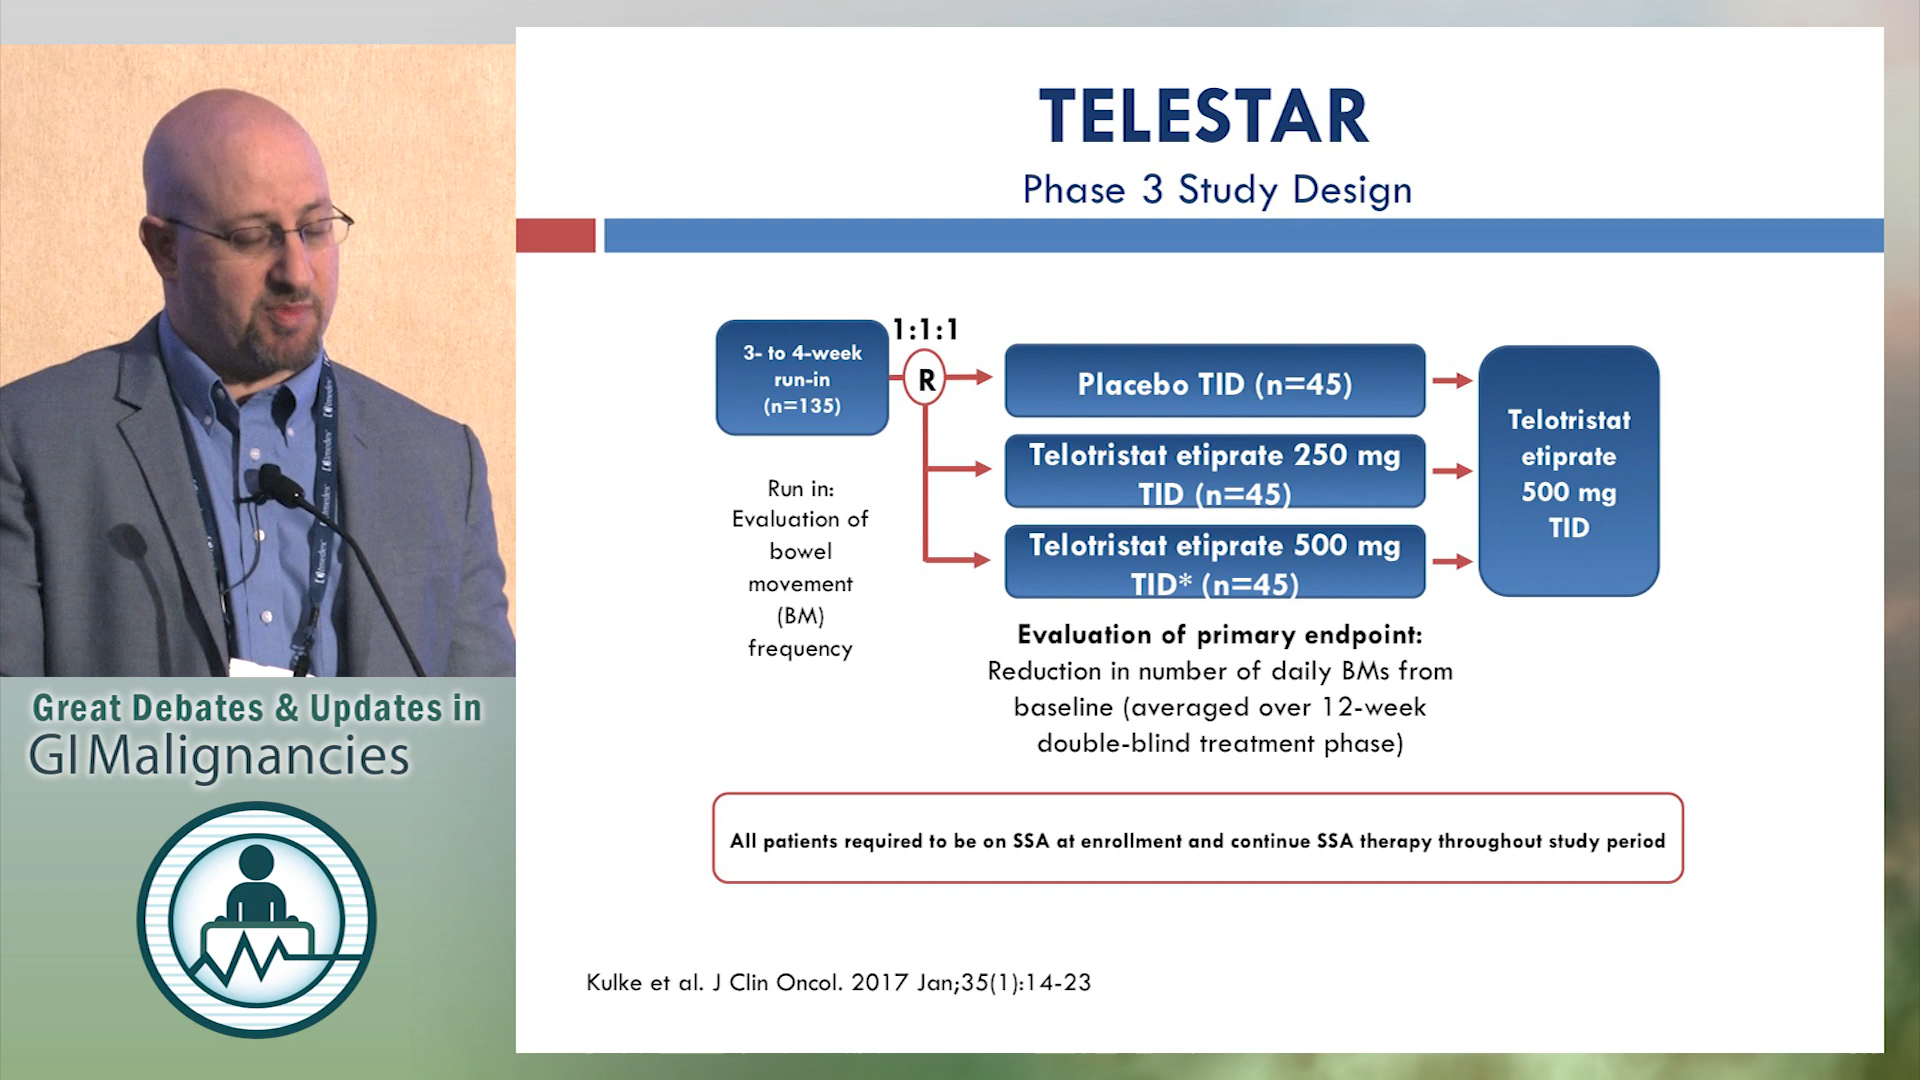 TELESTAR
Phase 3 Study Design
1:1:1
3- to 4-week
run-in
(n=135)
R
Placebo TID (n=45)
Telotristat etiprate 250 mg
TID (n=45)
Telotristat etiprate 500 mg
TID* (n=45)
Telotristat
etiprate
500 mg
TID
Run in:
Evaluation of
bowel
movement
(BM)
frequency
Evaluation of primary endpoint:
Reduction in number of daily BMs from
baseline (averaged over 12-week
double-blind treatment phase)
All patients required to be on SSA at enrollment and continue SSA therapy throughout study period
Kulke et al. J Clin Oncol. 2017 Jan;35(1):14-23
Great Debates & Updates in
GI Malignancies